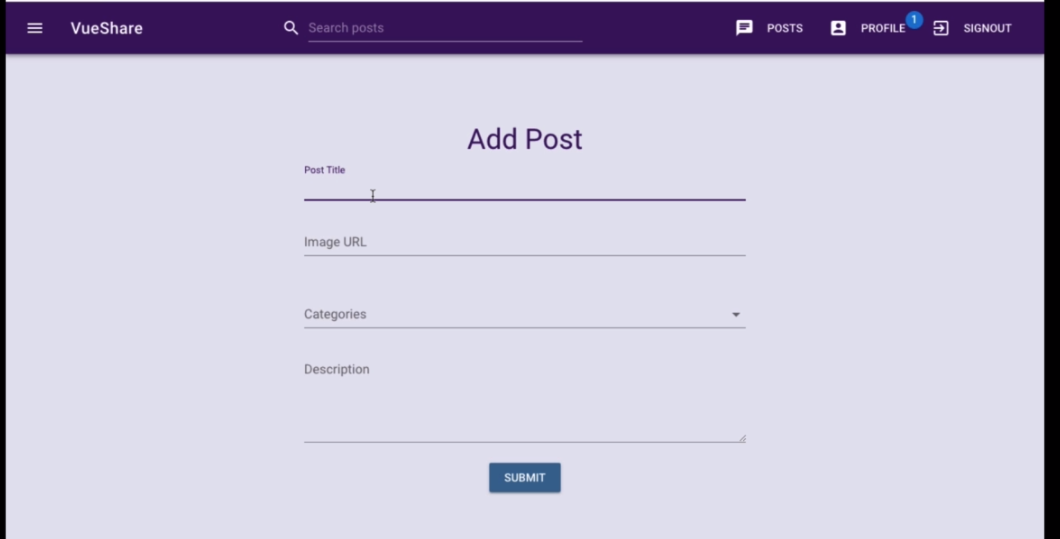 VueShare
Search posts
POSTS
PROFILE
1
SIGNOUT
Add Post
Post Title
Image URL
Categories
Description
SUBMIT